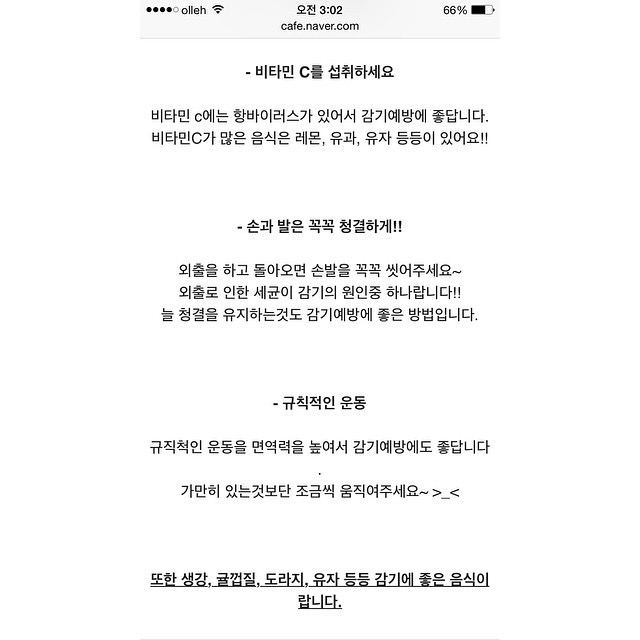 olleh 오전 3:02 66%
cafe.naver.com
- 비타민 C를 섭취하세요
비타민 c에는 항바이러스가 있어서 감기예방에 좋답니다.
비타민C가 많은 음식은 레몬, 유과, 유자 등등이 있어요!!
- 손과 발은 꼭꼭 청결하게!!
외출을 하고 돌아오면 손발을 꼭꼭 씻어주세요~
외출로 인한 세균이 감기의 원인중 하나랍니다!!
늘 청결을 유지하는것도 감기예방에 좋은 방법입니다.
- 규칙적인 운동
규직척인 운동을 면역력을 높여서 감기예방에도 좋답니다
.
가만히 있는것보단 조금씩 움직여주세요~ >_<
또한 생강, 귤껍질, 도라지, 유자 등등 감기에 좋은 음식이
랍니다.